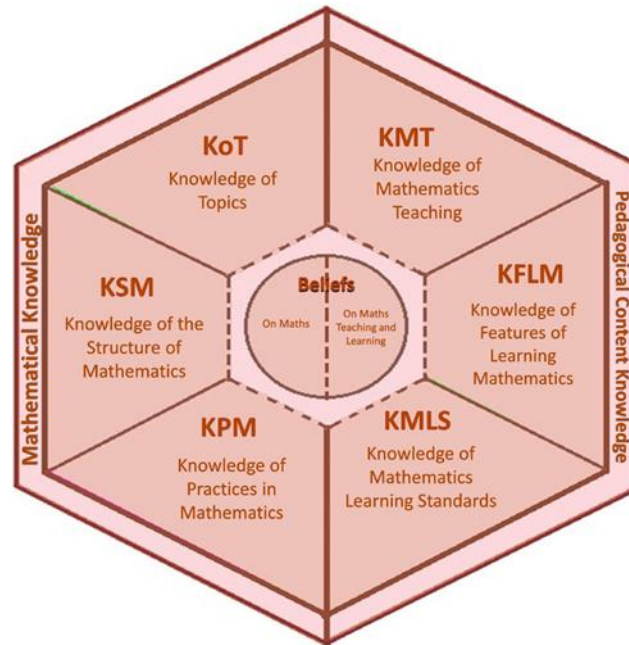 Mathematical Knowledge
KoT
Knowledge of
Topics
KMT
Knowledge of
Mathematics
Teaching
KSM
Knowledge of the
Structure of
Mathematics
Beliefs
On Maths
On Maths
Teaching and
Learning
KFLM
Knowledge of
Features of
Learning
Mathematics
KPM
Knowledge of
Practices in
Mathematics
KMLS
Knowledge of
Mathematics
Learning Standards
Pedagogical Content Knowledge